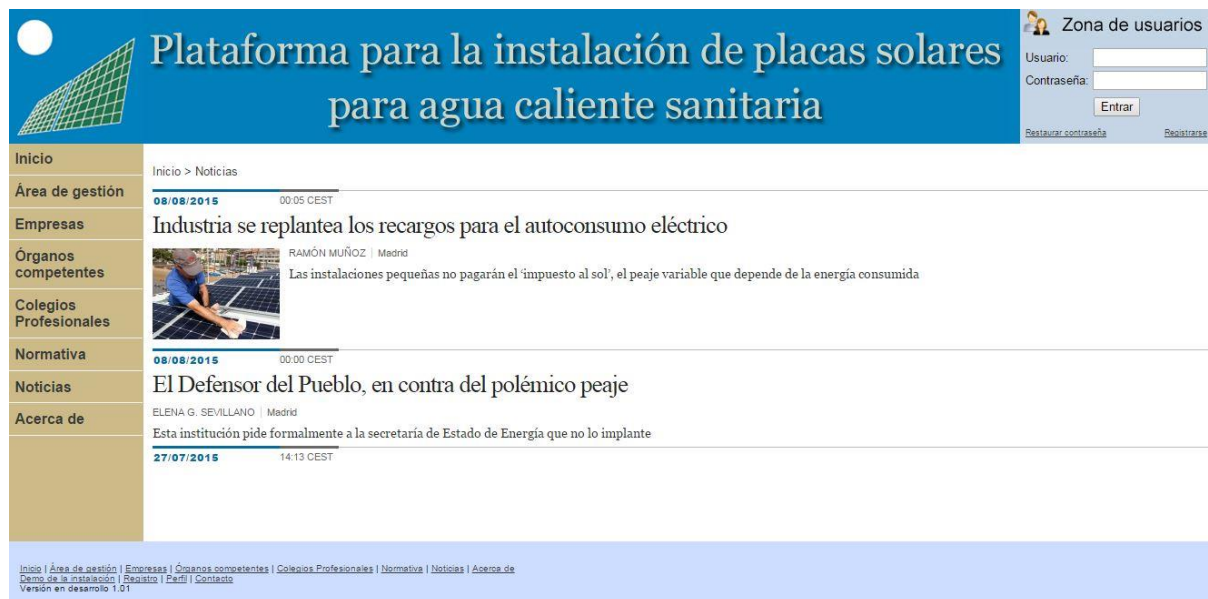 Plataforma para la instalación de placas solares
para agua caliente sanitaria
Zona de usuarios
Usuario:
Contraseña:
Entrar
Restaurar contraseña Registrarse
Inicio
Área de gestión
Empresas
Órganos
competentes
Colegios
Profesionales
Normativa
Noticias
Acerca de
Inicio > Noticias
08/08/2015 00:05 CEST
Industria se replantea los recargos para el autoconsumo eléctrico
RAMÓN MUÑOZ | Madrid
Las instalaciones pequeñas no pagarán el ‘impuesto al sol’, el peaje variable que depende de la energía consumida
08/08/2015 00:00 CEST
El Defensor del Pueblo, en contra del polémico peaje
ELENA G. SEVILLANO | Madrid
Esta institución pide formalmente a la secretaría de Estado de Energía que no lo implante
27/07/2015 14:13 CEST
Inicio | Área de gestión | Empresas | Órganos competentes | Colegios Profesionales | Normativa | Noticias | Acerca de
Demo de la instalación | Registro | Perfil | Contacto
Versión en desarrollo 1.01